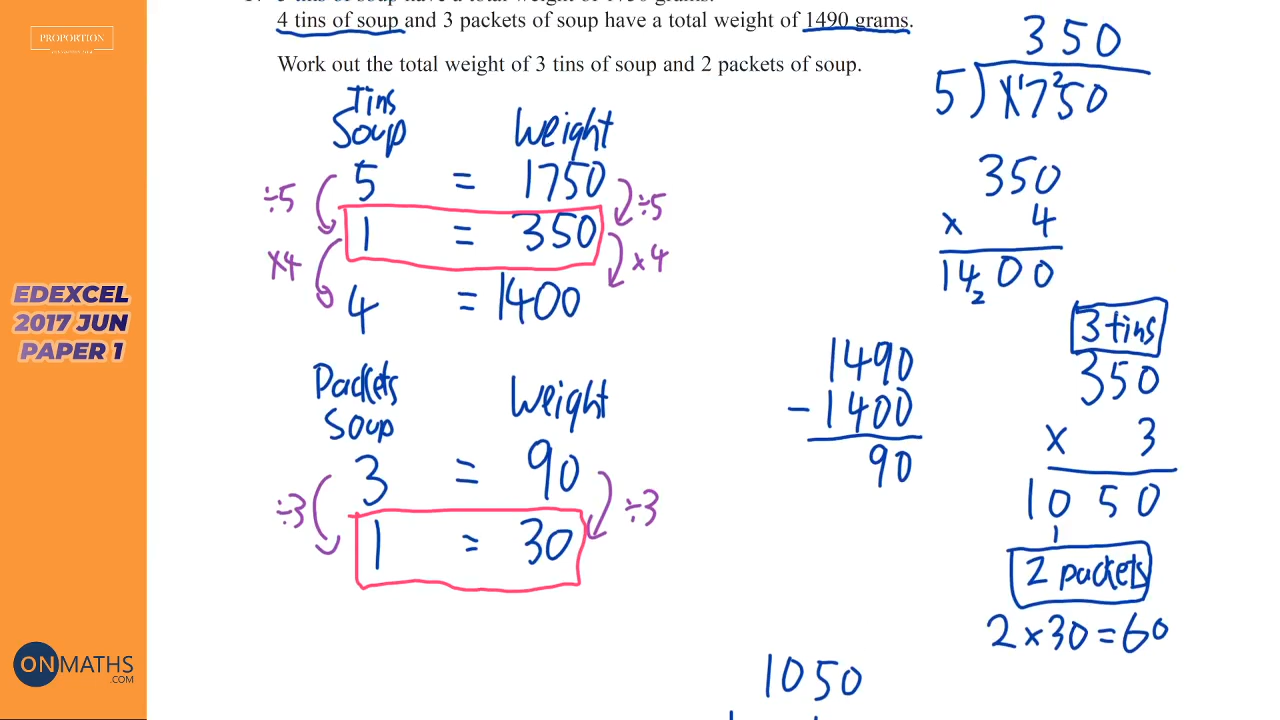 PROPORTION
4 tins of soup and 3 packets of soup have a total weight of 1490 grams.
Work out the total weight of 3 tins of soup and 2 packets of soup.
Tins
Soup
Weight
5 = 1750
÷5
÷5
1 = 350
×4
×4
4 = 1400
Packets
Soup
Weight
3 = 90
÷3
÷3
1 = 30
350
5)1¹7²50
350
× 4
1400
2
1490
- 1400
90
3 tins
350
× 3
1050
1
2 packets
2 × 30 = 60
1050
EDEXCEL
2017 JUN
PAPER 1
ONMATHS
.COM